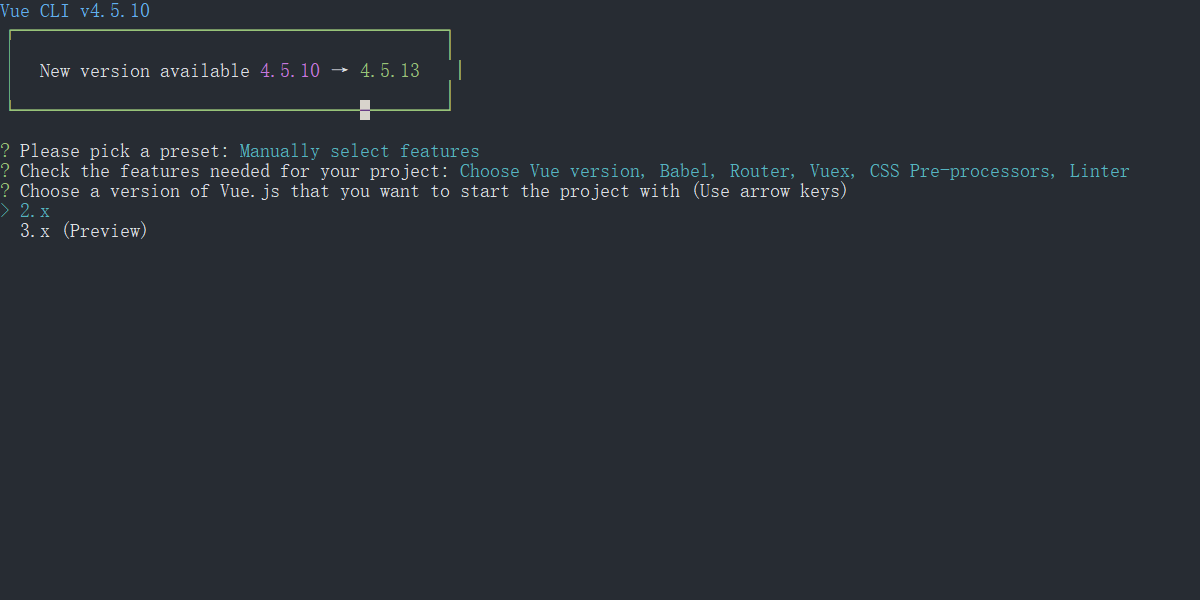 Vue CLI v4.5.10
New version available 4.5.10 → 4.5.13
? Please pick a preset: Manually select features
? Check the features needed for your project: Choose Vue version, Babel, Router, Vuex, CSS Pre-processors, Linter
? Choose a version of Vue.js that you want to start the project with (Use arrow keys)
> 2.x
3.x (Preview)